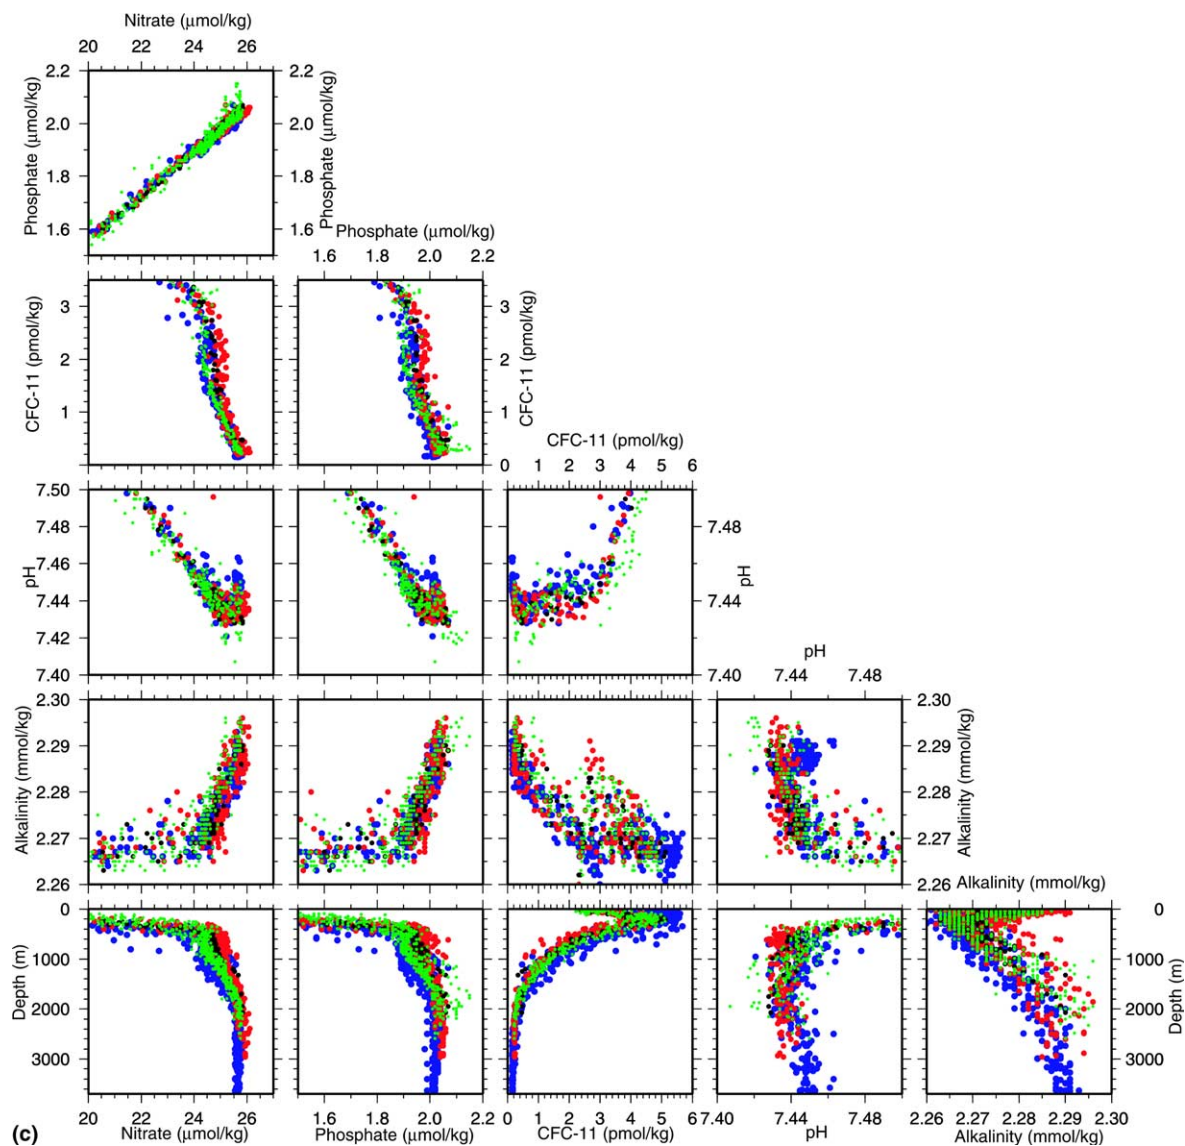 Nitrate (μmol/kg)
20 22 24 26
2.2 2.2
2.0 2.0
1.8 1.8
1.6 1.6
Phosphate (μmol/kg)
Phosphate (μmol/kg)
Phosphate (μmol/kg)
1.6 1.8 2.0 2.2
3 3
2 2
1 1
0
CFC-11 (pmol/kg)
CFC-11 (pmol/kg)
CFC-11 (pmol/kg)
0 1 2 3 4 5 6
7.50
7.48 7.48
7.46
7.44 7.44
7.42
7.40 7.40
pH
pH
pH
7.44 7.48
2.30 2.30
2.29 2.29
2.28 2.28
2.27 2.27
2.26 2.26
Alkalinity (mmol/kg)
Alkalinity (mmol/kg)
Alkalinity (mmol/kg)
0 0
1000 1000
2000 2000
3000 3000
Depth (m)
Depth (m)
20 22 24 26
1.6 1.8 2.0 2.2
0 1 2 3 4 5 6
7.40 7.44 7.48
2.26 2.27 2.28 2.29 2.30
(c) Nitrate (μmol/kg) Phosphate (μmol/kg) CFC-11 (pmol/kg) pH Alkalinity (mmol/kg)